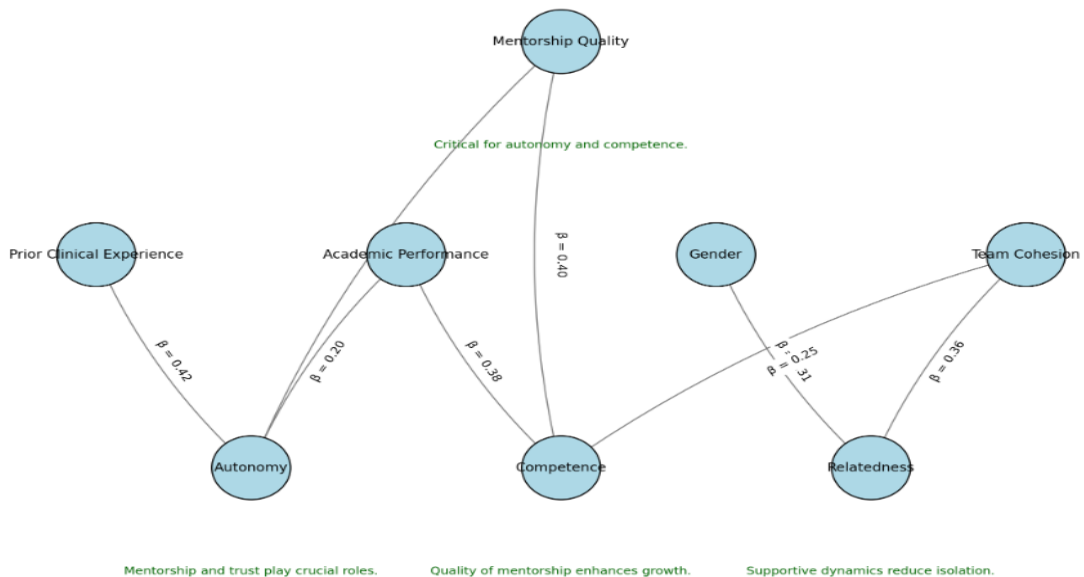 Mentorship Quality
Critical for autonomy and competence.
β = 0.40
Prior Clinical Experience
Academic Performance
Gender
Team Cohesion
β = 0.42
β = 0.20
β = 0.38
β = 0.25
β = 0.36
Autonomy
Competence
Relatedness
Mentorship and trust play crucial roles.
Quality of mentorship enhances growth.
Supportive dynamics reduce isolation.